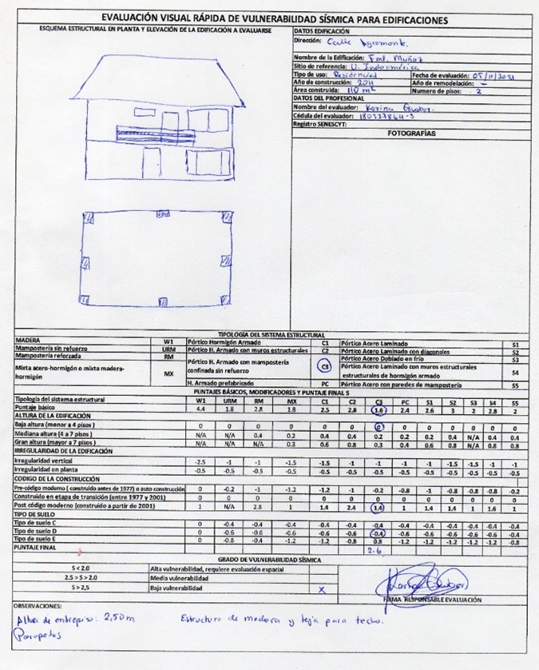 EVALUACIÓN VISUAL RÁPIDA DE VULNERABILIDAD SÍSMICA PARA EDIFICACIONES
ESQUEMA ESTRUCTURAL EN PLANTA Y ELEVACIÓN DE LA EDIFICACIÓN A EVALUARSE
DATOS EDIFICACIÓN
Dirección: Calle
Nombre de la Edificación: Fml. Muñoz
Sitio de referencia: U. Indoamérica
Tipo de uso: Residencial Fecha de evaluación: 05/11/2021
Año de construcción: 2011 Año de remodelación: -
Área construida: 110 m² Numero de pisos: 2
DATOS DEL PROFESIONAL
Nombre del evaluador: Karina
Cédula del evaluador:
Registro SENESCYT:
FOTOGRAFÍAS
TIPOLOGÍA DEL SISTEMA ESTRUCTURAL
MADERA W1 Pórtico Hormigón Armado C1 Pórtico Acero Laminado S1
Mampostería sin refuerzo URM Pórtico H. Armado con muros estructurales C2 Pórtico Acero Laminado con diagonales S2
Mampostería reforzada RM Pórtico H. Armado con mampostería confinada sin refuerzo C3 Pórtico Acero Doblado en frío S3
Mixta acero-hormigón o mixta madera-hormigón MX Pórtico Acero Laminado con muros estructurales de hormigón armado S4
H. Armado prefabricado PC Pórtico Acero con paredes de mampostería S5
PUNTAJES BÁSICOS, MODIFICADORES Y PUNTAJE FINAL S
Tipología del sistema estructural W1 URM RM MX C1 C2 C3 PC S1 S2 S3 S4 S5
Puntaje básico 4.4 1.8 2.8 1.8 2.5 2.8 1.6 2.4 2.6 3 2 2.8 2
ALTURA DE LA EDIFICACIÓN
Baja altura (menor a 4 pisos) 0 0 0 0 0 0 0 0 0 0 0 0 0
Mediana altura (4 a 7 pisos) N/A N/A 0.4 0.2 0.4 0.4 0.2 0.2 0.2 0.4 N/A 0.4 0.4
Gran altura (mayor a 7 pisos) N/A N/A N/A 0.3 0.6 0.8 0.3 0.4 0.6 0.8 N/A 0.8 0.8
IRREGULARIDAD DE LA EDIFICACIÓN
Irregularidad vertical -2.5 -1 -1 -1.5 -1.5 -1 -1 -1 -1 -1.5 -1.5 -1 -1
Irregularidad en planta -0.5 -0.5 -0.5 -0.5 -0.5 -0.5 -0.5 -0.5 -0.5 -0.5 -0.5 -0.5 -0.5
CODIGO DE LA CONSTRUCCIÓN
Pre-código moderno ( construido antes de 1977) o auto construcción 0 -0.2 -1 -1.2 -1.2 -1 -0.2 -0.8 -1 -0.8 -0.8 -0.8 -0.2
Construido en etapa de transición (entre 1977 y 2001) 0 0 0 0 0 0 0 0 0 0 0 0 0
Post código moderno (construido a partir de 2001) 1 N/A 2.8 1 1.4 2.4 1.4 1 1.4 1.4 1 1.6 1
TIPO DE SUELO
Tipo de suelo C 0 -0.4 -0.4 -0.4 -0.4 -0.4 -0.4 -0.4 -0.4 -0.4 -0.4 -0.4 -0.4
Tipo de suelo D 0 -0.6 -0.6 -0.6 -0.6 -0.6 -0.4 -0.6 -0.6 -0.6 -0.6 -0.6 -0.4
Tipo de suelo E 0 -0.8 -0.4 -1.2 -1.2 -0.8 0.8 -1.2 -1.2 -1.2 -1.2 -1.2 -0.8
PUNTAJE FINAL 2.6
GRADO DE VULNERABILIDAD SÍSMICA
S < 2.0 Alta vulnerabilidad, requiere evaluación especial
2.5 > S > 2.0 Media vulnerabilidad
S > 2,5 Baja vulnerabilidad X
FIRMA RESPONSABLE EVALUACIÓN
OBSERVACIONES:
Altura de entrepiso: 2,50 m Estructura de madera y teja para techo.
Parapetos